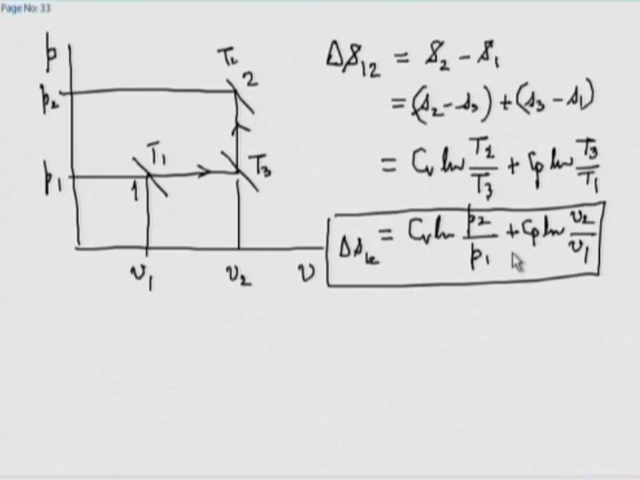 Page No: 33
p
T₂
2
p₂
T₁
p₁
1
T₃
v₁ v₂ v
Δs₁₂ = s₂ - s₁
= (s₂ - s₃) + (s₃ - s₁)
= Cv ln T₂/T₃ + Cp ln T₃/T₁
Δs₁₂ = Cv ln p₂/p₁ + Cp ln v₂/v₁